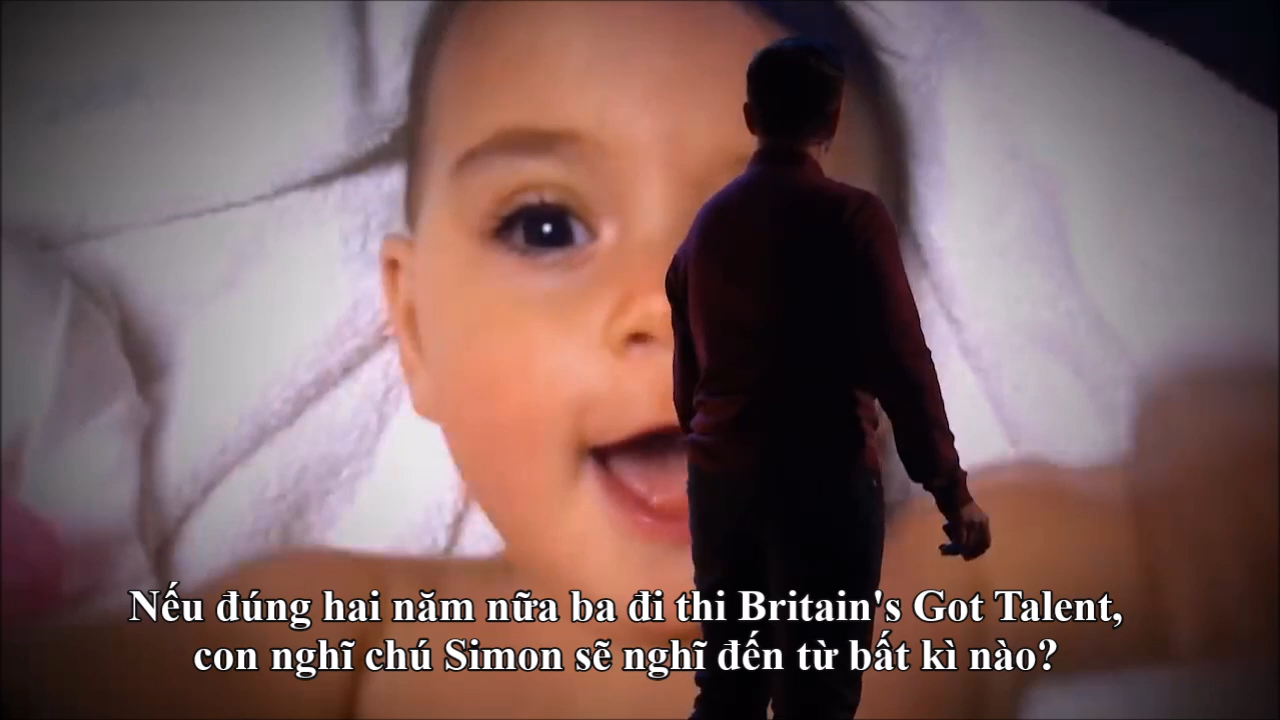 Nếu đúng hai năm nữa ba đi thi Britain's Got Talent,
con nghĩ chú Simon sẽ nghĩ đến từ bất kì nào?